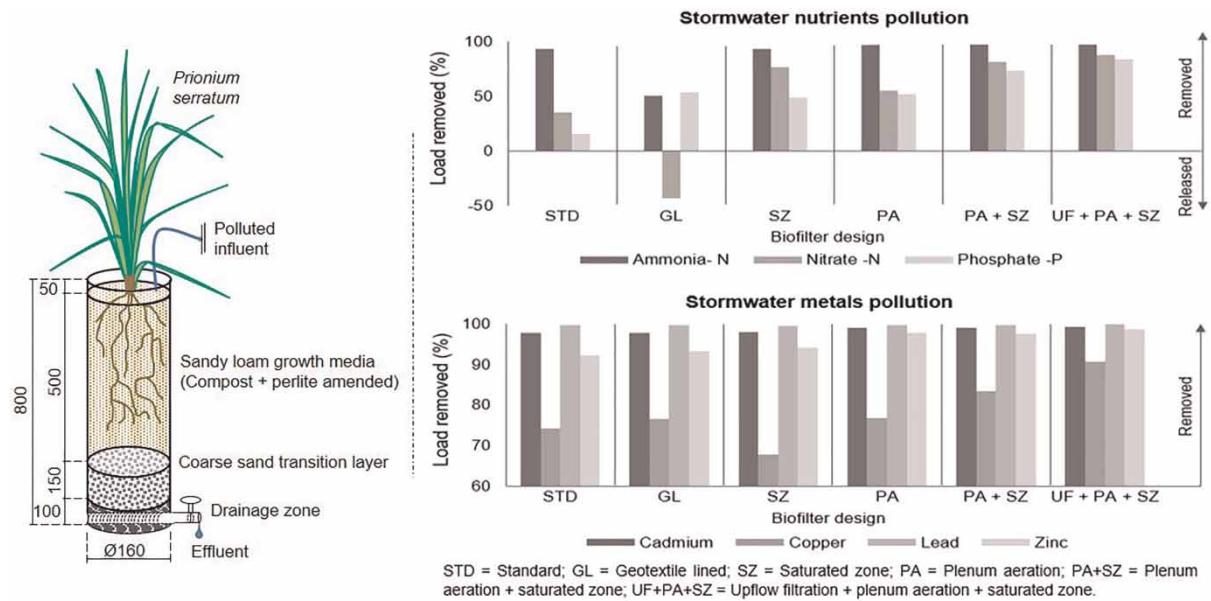 Prionium
serratum
Polluted
influent
50
800
500
Sandy loam growth media
(Compost + perlite amended)
Coarse sand transition layer
150
100
Drainage zone
Effluent
Ø160
Stormwater nutrients pollution
Load removed (%)
100
50
0
-50
Removed
Released
STD GL SZ PA PA + SZ UF + PA + SZ
Biofilter design
Ammonia- N Nitrate -N Phosphate -P
Stormwater metals pollution
Load removed (%)
100
90
80
70
60
Removed
STD GL SZ PA PA + SZ UF + PA + SZ
Biofilter design
Cadmium Copper Lead Zinc
STD = Standard; GL = Geotextile lined; SZ = Saturated zone; PA = Plenum aeration; PA+SZ = Plenum
aeration + saturated zone; UF+PA+SZ = Upflow filtration + plenum aeration + saturated zone.